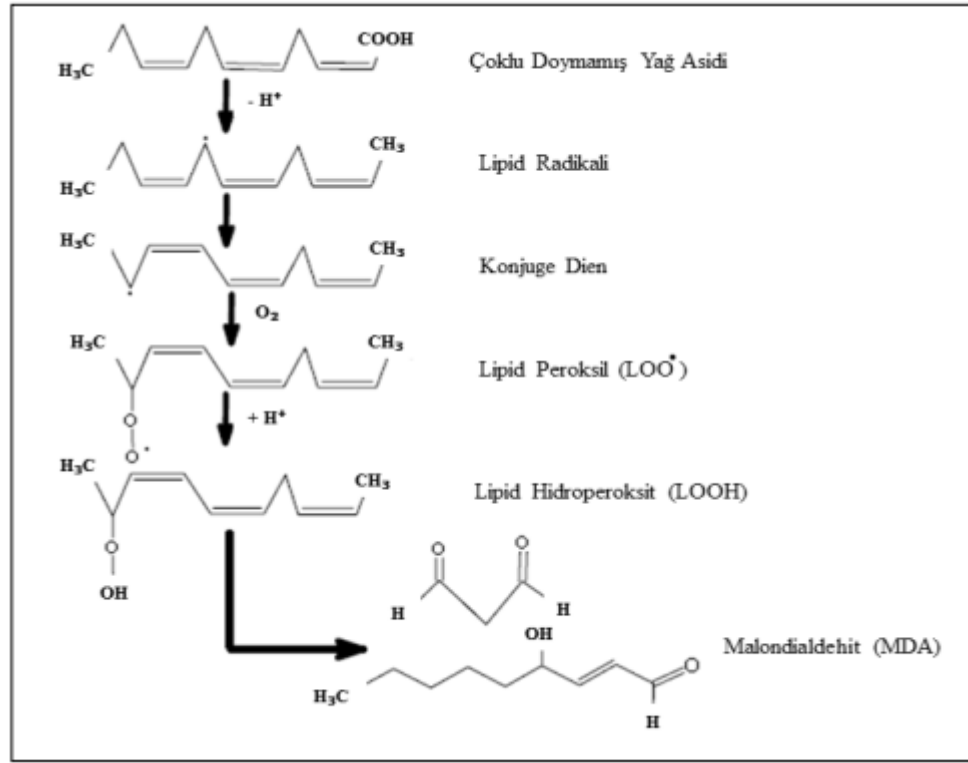 COOH
H₃C
Çoklu Doymamış Yağ Asidi
- H⁺
CH₃
H₃C
Lipid Radikali
H₃C
CH₃
Konjuge Dien
O₂
H₃C
CH₃
Lipid Peroksil (LOO•)
O
+ H⁺
O•
H₃C
CH₃
Lipid Hidroperoksit (LOOH)
O
OH
O
O
H
H
OH
Malondialdehit (MDA)
O
H₃C
H